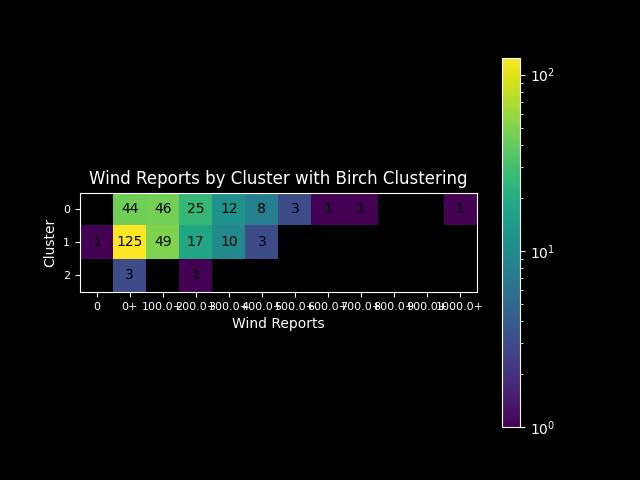 Wind Reports by Cluster with Birch Clustering
Cluster
0 44 46 25 12 8 3 1 1 1
1 1 125 49 17 10 3
2 3 1
0 0+ 100.0+ 200.0+ 300.0+ 400.0+ 500.0+ 600.0+ 700.0+ 800.0+ 900.0+ 1000.0+
Wind Reports
10²
10¹
10⁰